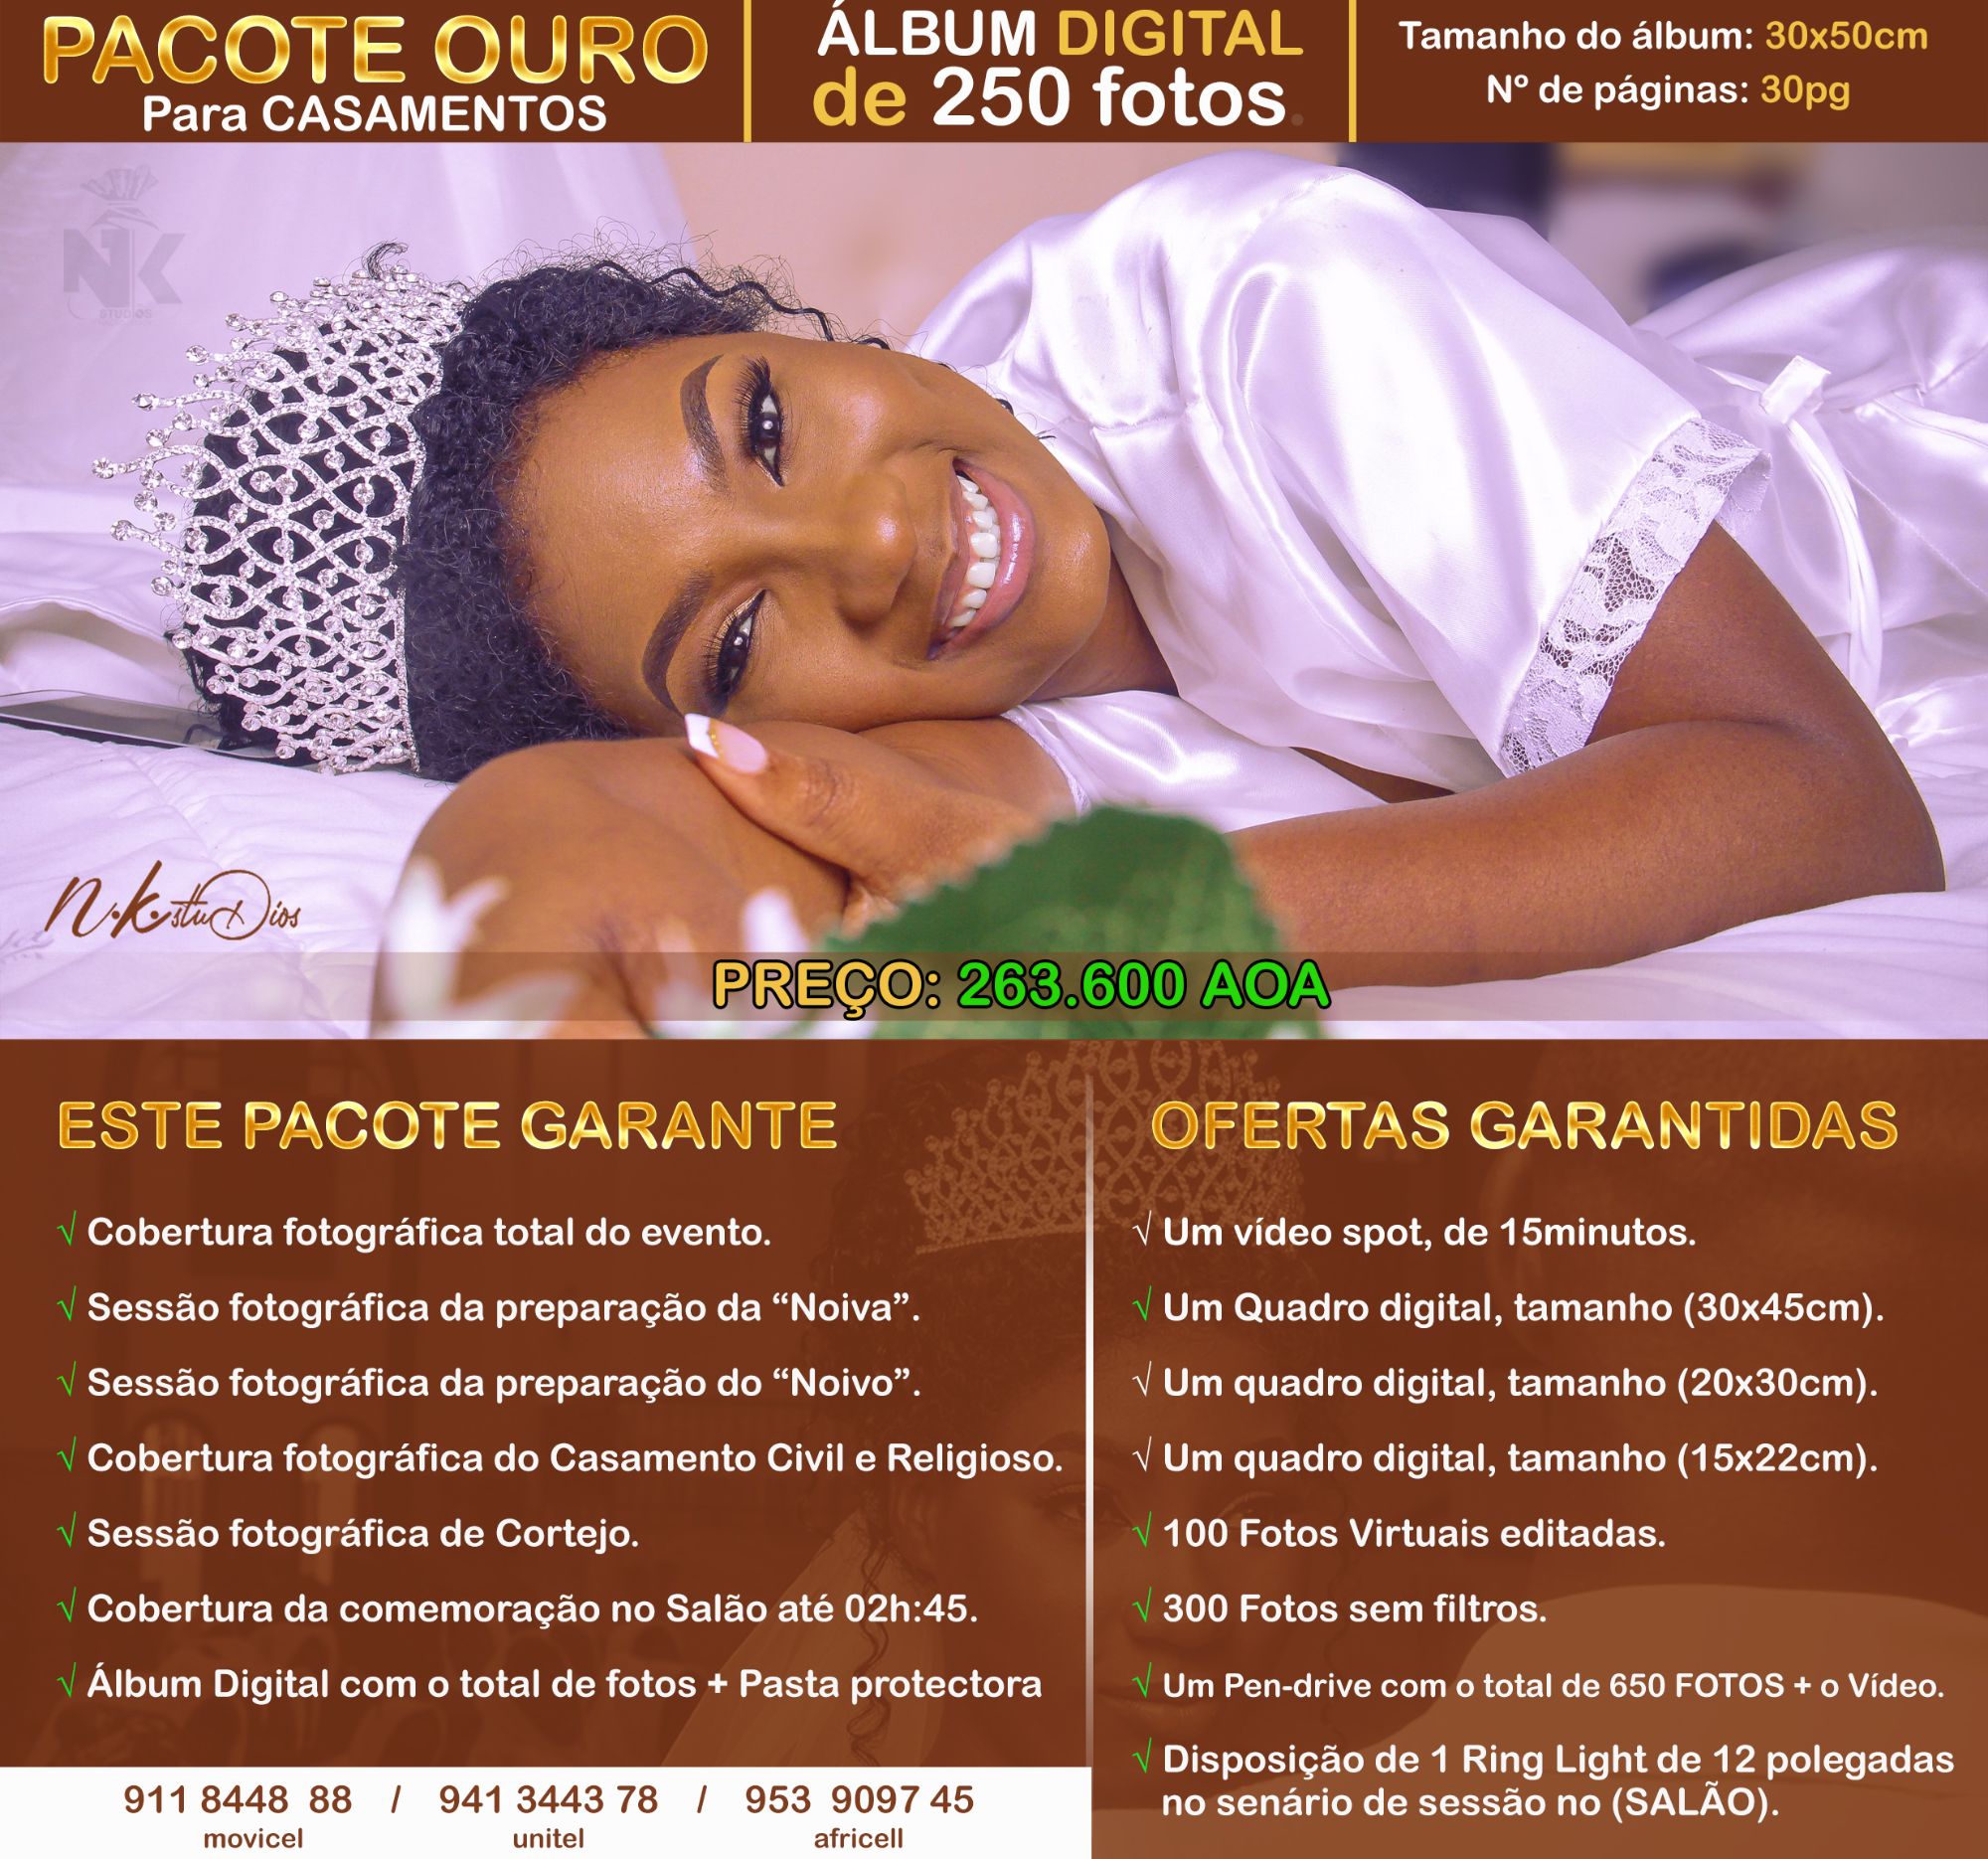 PACOTE OURO
Para CASAMENTOS
ÁLBUM DIGITAL
de 250 fotos.
Tamanho do álbum: 30x50cm
Nº de páginas: 30pg
NK
STUDIOS
n.k.stuDios
PREÇO: 263.600 AOA
ESTE PACOTE GARANTE
√ Cobertura fotográfica total do evento.
√ Sessão fotográfica da preparação da “Noiva”.
√ Sessão fotográfica da preparação do “Noivo”.
√ Cobertura fotográfica do Casamento Civil e Religioso.
√ Sessão fotográfica de Cortejo.
√ Cobertura da comemoração no Salão até 02h:45.
√ Álbum Digital com o total de fotos + Pasta protectora
911 8448 88 / 941 3443 78 / 953 9097 45
movicel unitel africell
OFERTAS GARANTIDAS
√ Um vídeo spot, de 15minutos.
√ Um Quadro digital, tamanho (30x45cm).
√ Um quadro digital, tamanho (20x30cm).
√ Um quadro digital, tamanho (15x22cm).
√ 100 Fotos Virtuais editadas.
√ 300 Fotos sem filtros.
√ Um Pen-drive com o total de 650 FOTOS + o Vídeo.
√ Disposição de 1 Ring Light de 12 polegadas
no senário de sessão no (SALÃO).